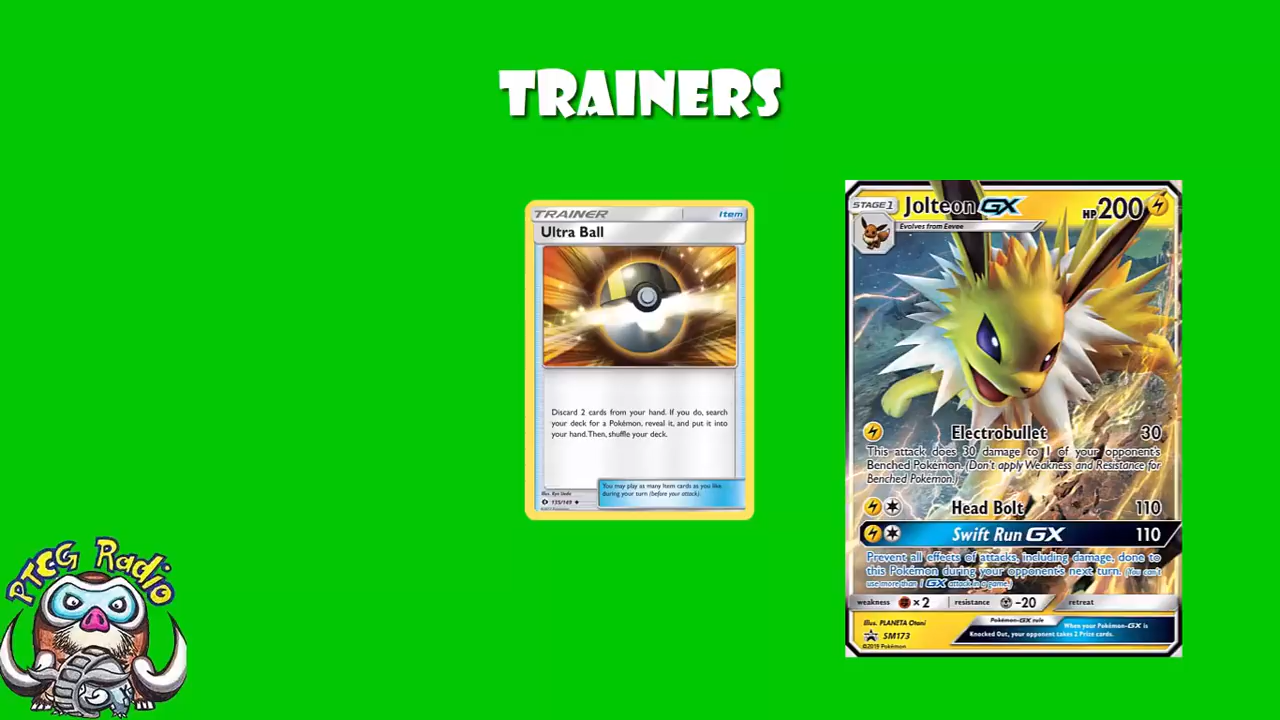 TRAINERS
TRAINER Item
Ultra Ball
Discard 2 cards from your hand. If you do, search
your deck for a Pokémon, reveal it, and put it into
your hand. Then, shuffle your deck.
You may play as many Item cards as you like
during your turn (before your attack).
Illus. Ryo Ueda
135/149
STAGE 1 Jolteon GX HP 200
Evolves from Eevee
Electrobullet 30
This attack does 30 damage to 1 of your opponent's
Benched Pokémon. (Don't apply Weakness and Resistance for
Benched Pokémon.)
Head Bolt 110
Swift Run GX 110
Prevent all effects of attacks, including damage, done to
this Pokémon during your opponent's next turn. (You can't
use more than 1 GX attack in a game.)
weakness ×2 resistance -20 retreat
Pokémon-GX rule
When your Pokémon-GX is
Knocked Out, your opponent takes 2 Prize cards.
Illus. PLANETA Otani
SM173
©2019 Pokémon
PTCG Radio